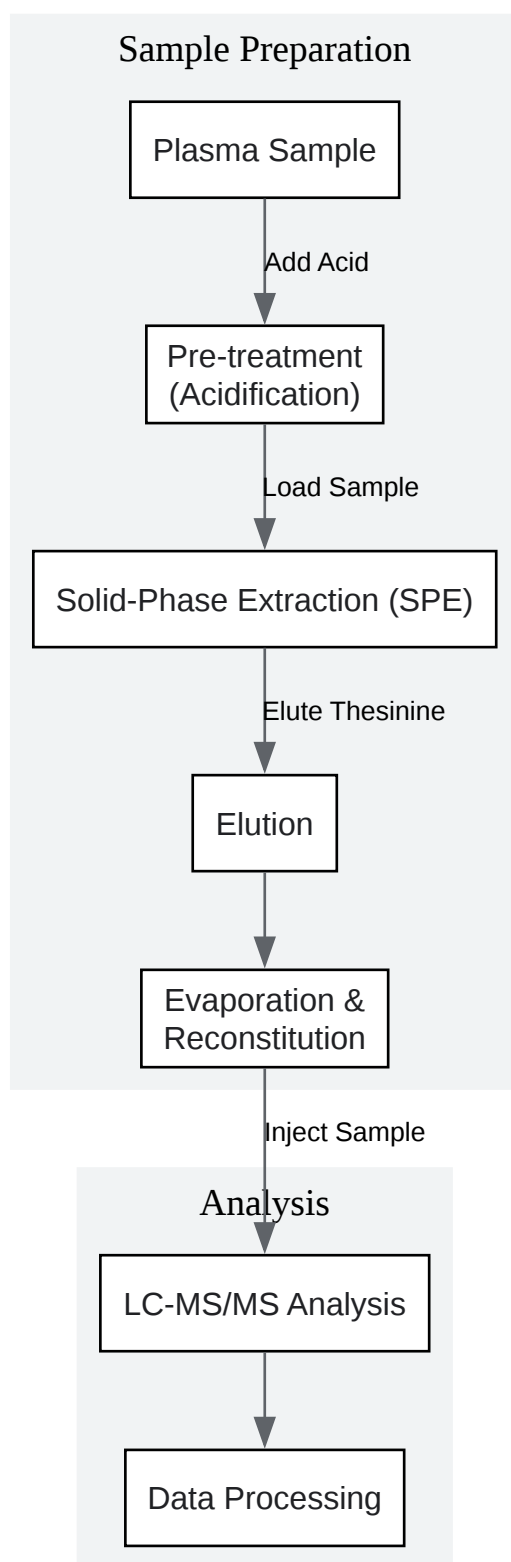 Sample Preparation
Plasma Sample
Add Acid
Pre-treatment
(Acidification)
Load Sample
Solid-Phase Extraction (SPE)
Elute Thesinine
Elution
Evaporation &
Reconstitution
Inject Sample
Analysis
LC-MS/MS Analysis
Data Processing